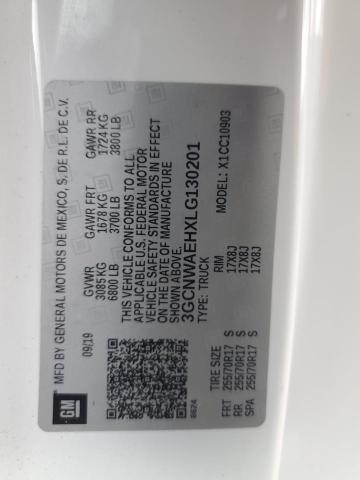 GM
MFD BY GENERAL MOTORS DE MEXICO, S. DE R.L. DE C.V.
09/19
GVWR
3085 KG
6800 LB
GAWR FRT
1678 KG
3700 LB
GAWR RR
1724 KG
3800 LB
THIS VEHICLE CONFORMS TO ALL
APPLICABLE U.S. FEDERAL MOTOR
VEHICLE SAFETY STANDARDS IN EFFECT
ON THE DATE OF MANUFACTURE
SHOWN ABOVE.
3GCNWAEHXLG130201
TYPE: TRUCK
MODEL: X1CC10903
8624
TIRE SIZE RIM
FRT 255/70R17 S 17X8J
RR 255/70R17 S 17X8J
SPA 255/70R17 S 17X8J